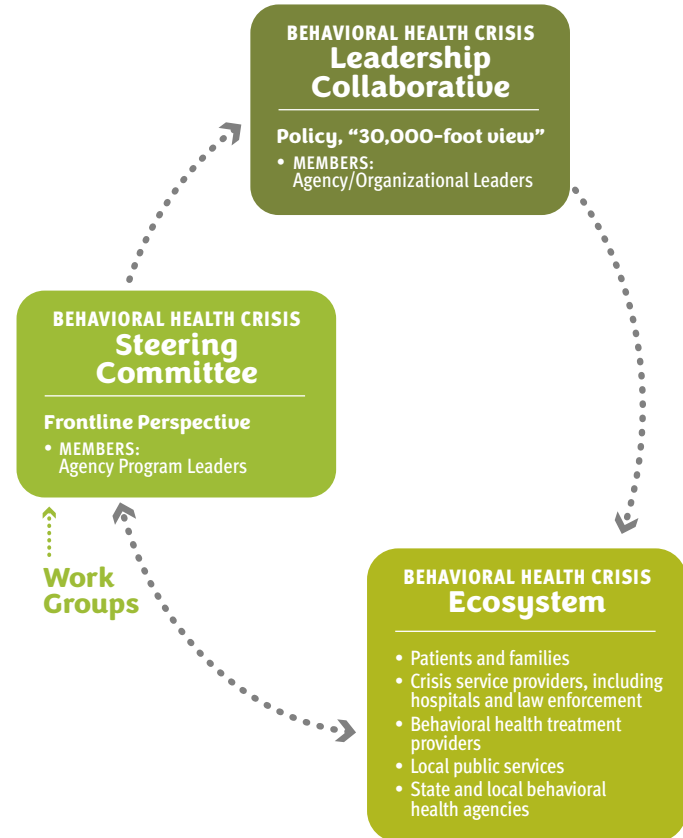 BEHAVIORAL HEALTH CRISIS
Leadership
Collaborative
Policy, “30,000-foot view”
• MEMBERS:
Agency/Organizational Leaders
BEHAVIORAL HEALTH CRISIS
Steering
Committee
Frontline Perspective
• MEMBERS:
Agency Program Leaders
Work
Groups
BEHAVIORAL HEALTH CRISIS
Ecosystem
• Patients and families
• Crisis service providers, including
hospitals and law enforcement
• Behavioral health treatment
providers
• Local public services
• State and local behavioral
health agencies